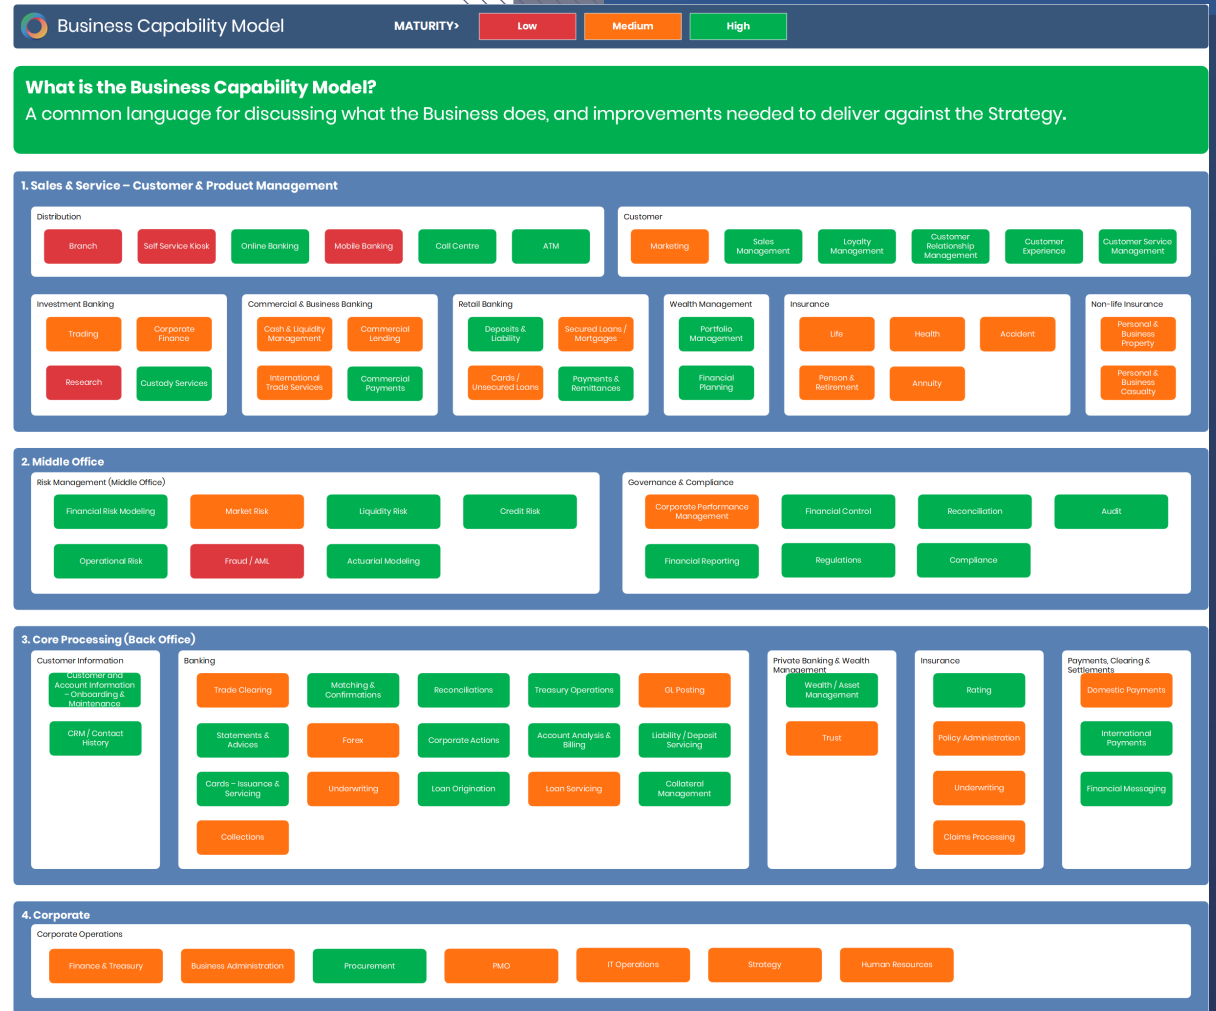 Business Capability Model
MATURITY>
Low
Medium
High
What is the Business Capability Model?
A common language for discussing what the Business does, and improvements needed to deliver against the Strategy.
1. Sales & Service – Customer & Product Management
Distribution
Branch
Self Service Kiosk
Online Banking
Mobile Banking
Call Centre
ATM
Customer
Marketing
Sales
Management
Loyalty
Management
Customer
Relationship
Management
Customer
Experience
Customer Service
Management
Investment Banking
Trading
Corporate
Finance
Research
Custody Services
Commercial & Business Banking
Cash & Liquidity
Management
Commercial
Lending
International
Trade Services
Commercial
Payments
Retail Banking
Deposits &
Liability
Secured Loans /
Mortgages
Cards /
Unsecured Loans
Payments &
Remittances
Wealth Management
Portfolio
Management
Financial
Planning
Insurance
Life
Health
Accident
Person &
Retirement
Annuity
Non-life Insurance
Personal &
Business
Property
Personal &
Business
Casualty
2. Middle Office
Risk Management (Middle Office)
Financial Risk Modeling
Market Risk
Liquidity Risk
Credit Risk
Operational Risk
Fraud / AML
Actuarial Modeling
Governance & Compliance
Corporate Performance
Management
Financial Control
Reconciliation
Audit
Financial Reporting
Regulations
Compliance
3. Core Processing (Back Office)
Customer Information
Customer and
Account Information
– Onboarding &
Maintenance
CRM / Contact
History
Banking
Trade Clearing
Matching &
Confirmations
Reconciliations
Treasury Operations
GL Posting
Statements &
Advices
Forex
Corporate Actions
Account Analysis &
Billing
Liability / Deposit
Servicing
Cards – Issuance &
Servicing
Underwriting
Loan Origination
Loan Servicing
Collateral
Management
Collections
Private Banking & Wealth
Management
Wealth / Asset
Management
Trust
Insurance
Rating
Policy Administration
Underwriting
Claims Processing
Payments, Clearing &
Settlements
Domestic Payments
International
Payments
Financial Messaging
4. Corporate
Corporate Operations
Finance & Treasury
Business Administration
Procurement
PMO
IT Operations
Strategy
Human Resources